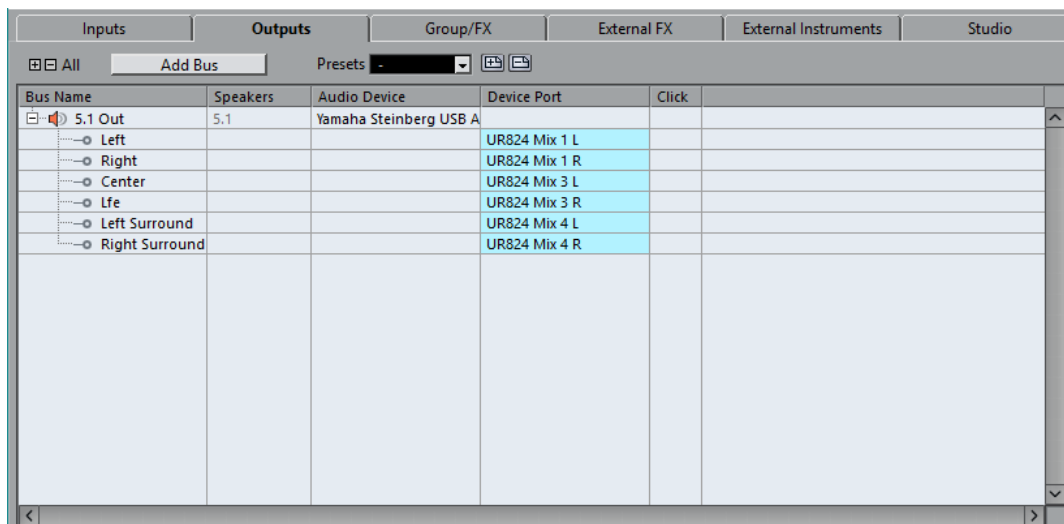 Inputs Outputs Group/FX External FX External Instruments Studio
All Add Bus Presets -
Bus Name Speakers Audio Device Device Port Click
5.1 Out 5.1 Yamaha Steinberg USB A
Left UR824 Mix 1 L
Right UR824 Mix 1 R
Center UR824 Mix 3 L
Lfe UR824 Mix 3 R
Left Surround UR824 Mix 4 L
Right Surround UR824 Mix 4 R